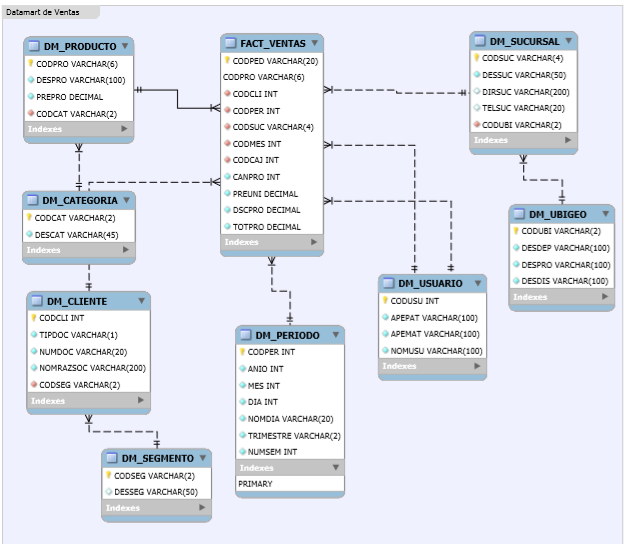 Datamart de Ventas
DM_PRODUCTO
CODPRO VARCHAR(6)
DESPRO VARCHAR(100)
PREPRO DECIMAL
CODCAT VARCHAR(2)
Indexes
FACT_VENTAS
CODPED VARCHAR(20)
CODPRO VARCHAR(6)
CODCLI INT
CODPER INT
CODSUC VARCHAR(4)
CODMES INT
CODCAJ INT
CANPRO INT
PREUNI DECIMAL
DSCPRO DECIMAL
TOTPRO DECIMAL
Indexes
DM_SUCURSAL
CODSUC VARCHAR(4)
DESSUC VARCHAR(50)
DIRSUC VARCHAR(200)
TELSUC VARCHAR(20)
CODUBI VARCHAR(2)
Indexes
DM_CATEGORIA
CODCAT VARCHAR(2)
DESCAT VARCHAR(45)
Indexes
DM_UBIGEO
CODUBI VARCHAR(2)
DESDEP VARCHAR(100)
DESPRO VARCHAR(100)
DESDIS VARCHAR(100)
Indexes
DM_CLIENTE
CODCLI INT
TIPDOC VARCHAR(1)
NUMDOC VARCHAR(20)
NOMRAZSOC VARCHAR(200)
CODSEG VARCHAR(2)
Indexes
DM_USUARIO
CODUSU INT
APEPAT VARCHAR(100)
APEMAT VARCHAR(100)
NOMUSU VARCHAR(100)
Indexes
DM_PERIODO
CODPER INT
ANIO INT
MES INT
DIA INT
NOMDIA VARCHAR(20)
TRIMESTRE VARCHAR(2)
NUMSEM INT
Indexes
PRIMARY
DM_SEGMENTO
CODSEG VARCHAR(2)
DESSEG VARCHAR(50)
Indexes